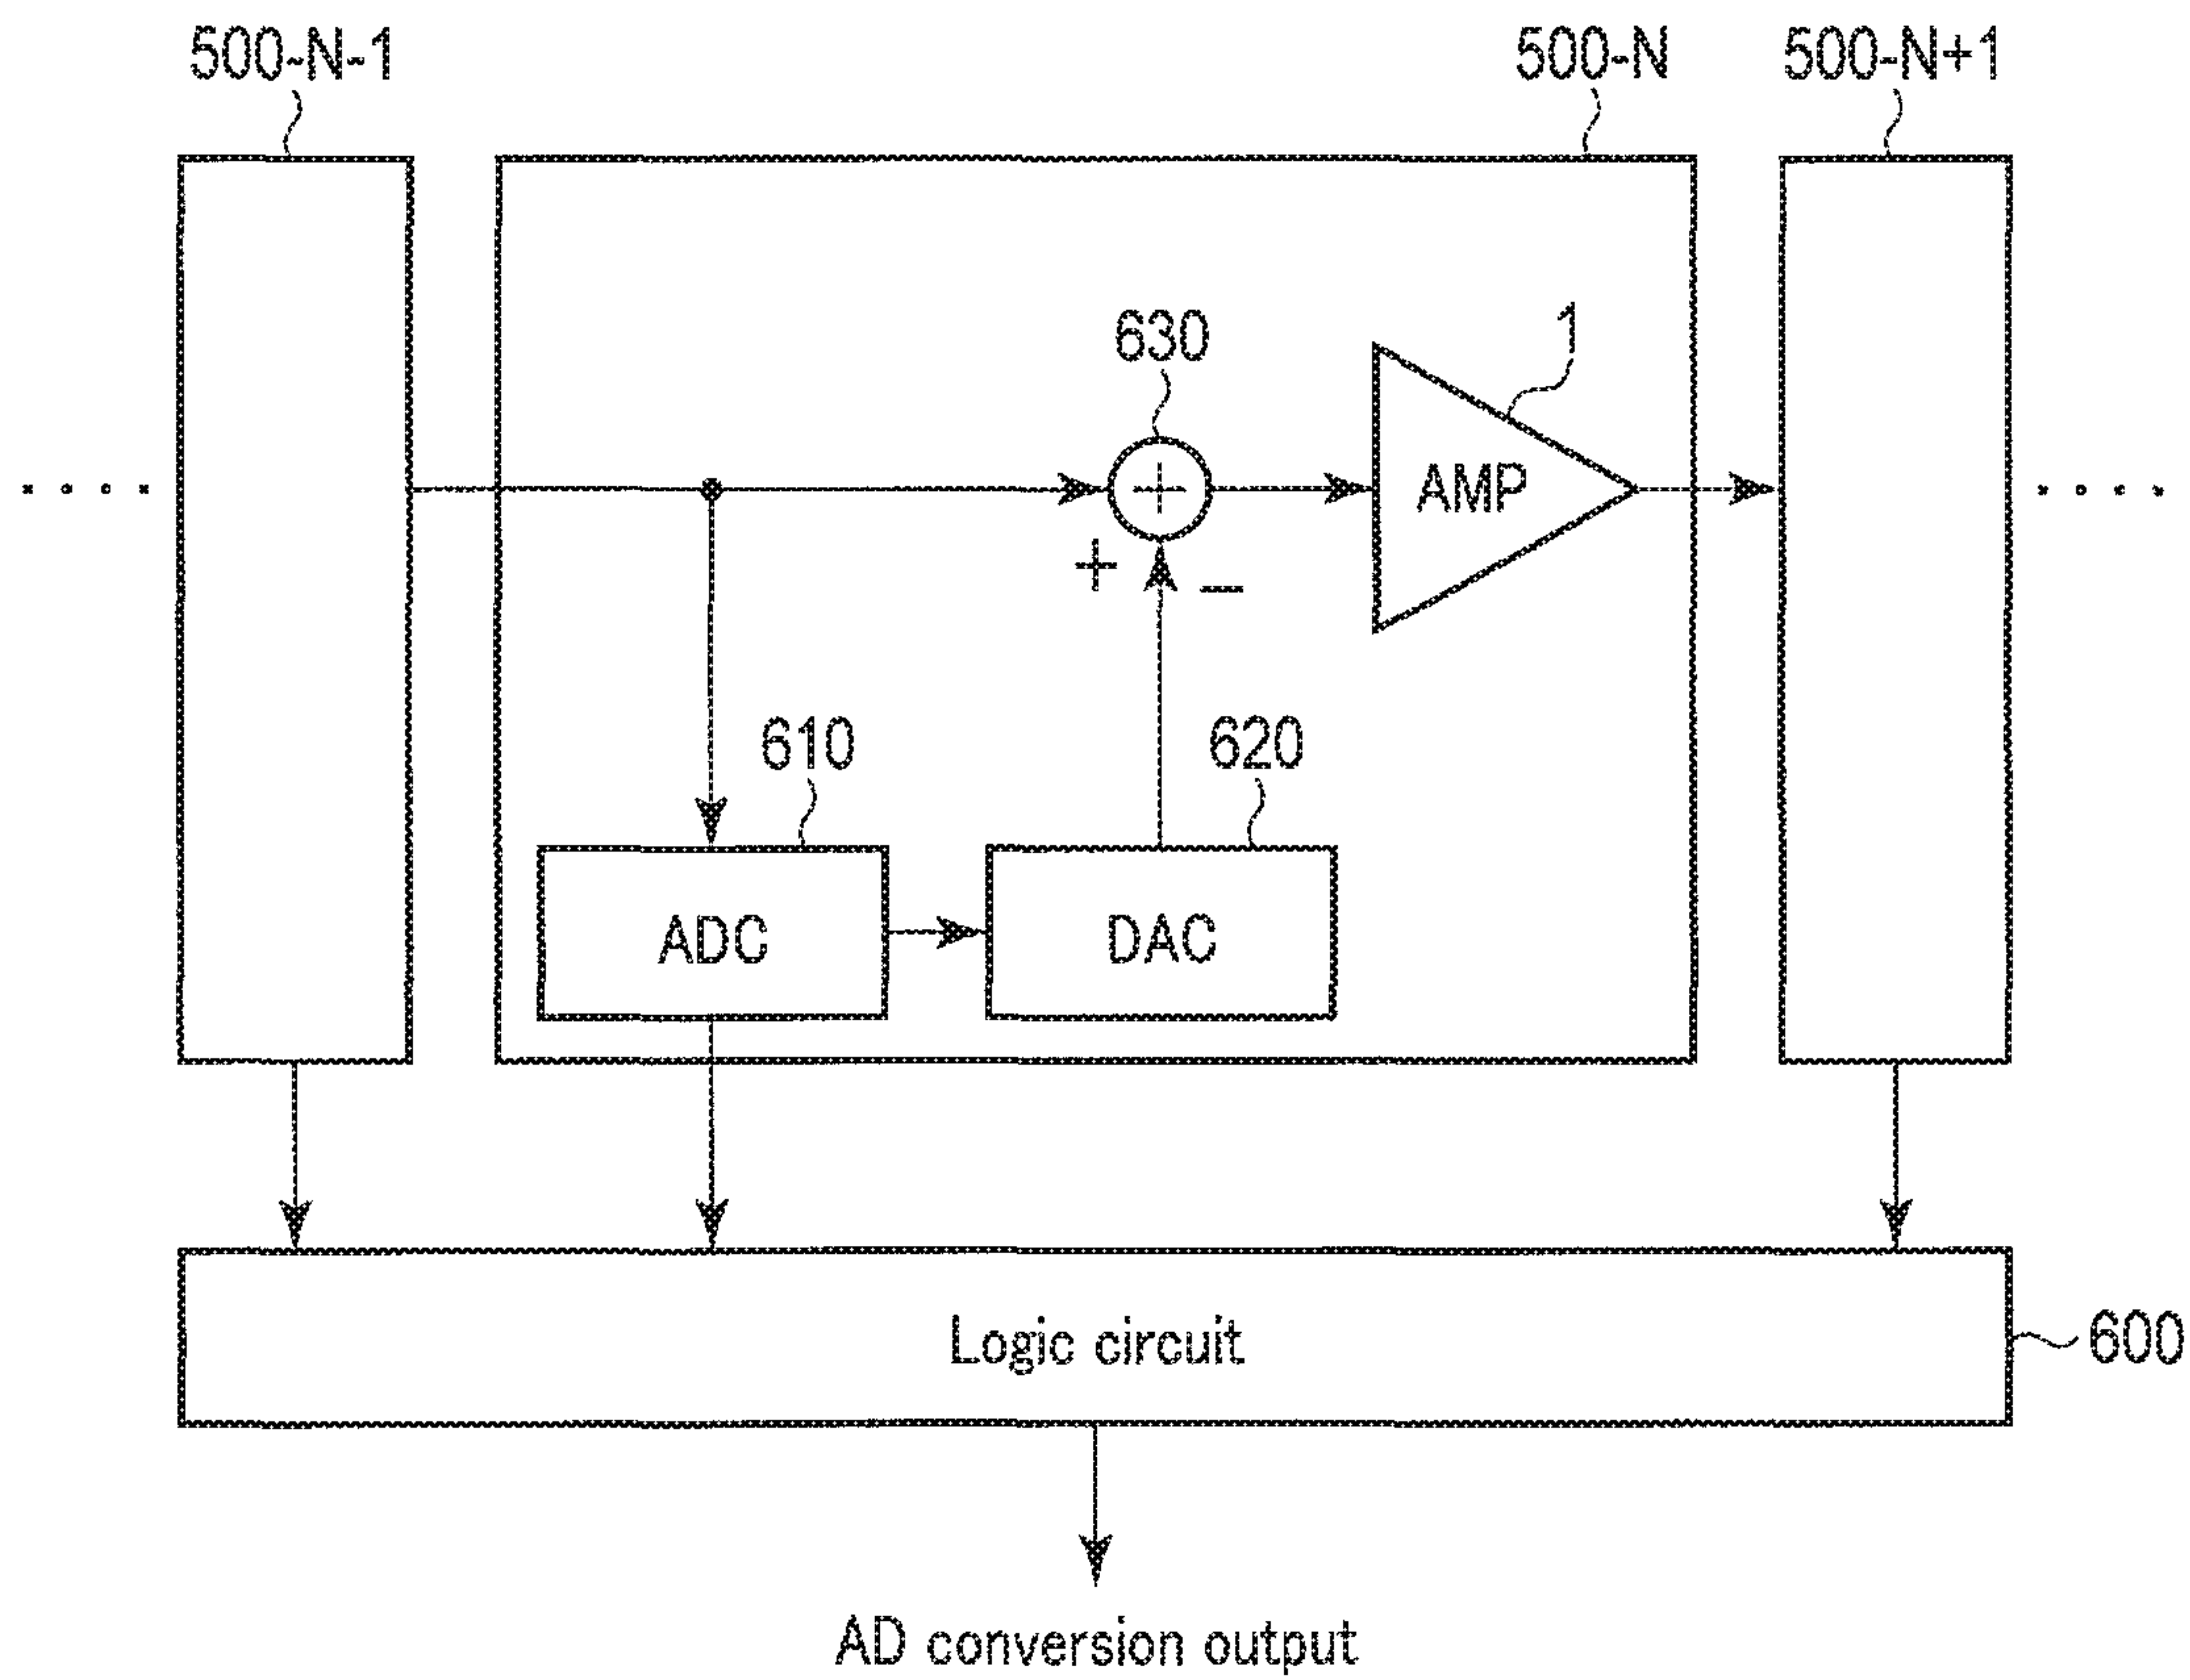 500-N-1
500-N
500-N+1
630
1
+
AMP
+
−
610
620
ADC
DAC
Logic circuit
600
AD conversion output